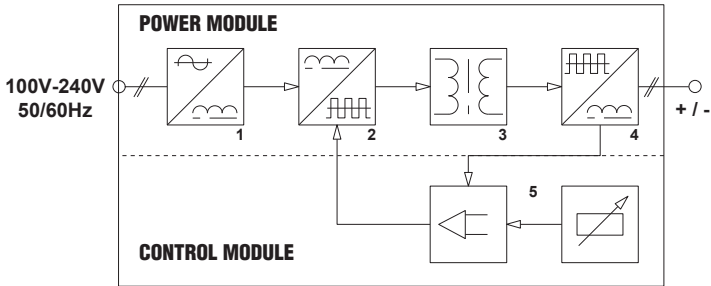 POWER MODULE
100V-240V
50/60Hz
1
2
3
4
+ / -
5
CONTROL MODULE